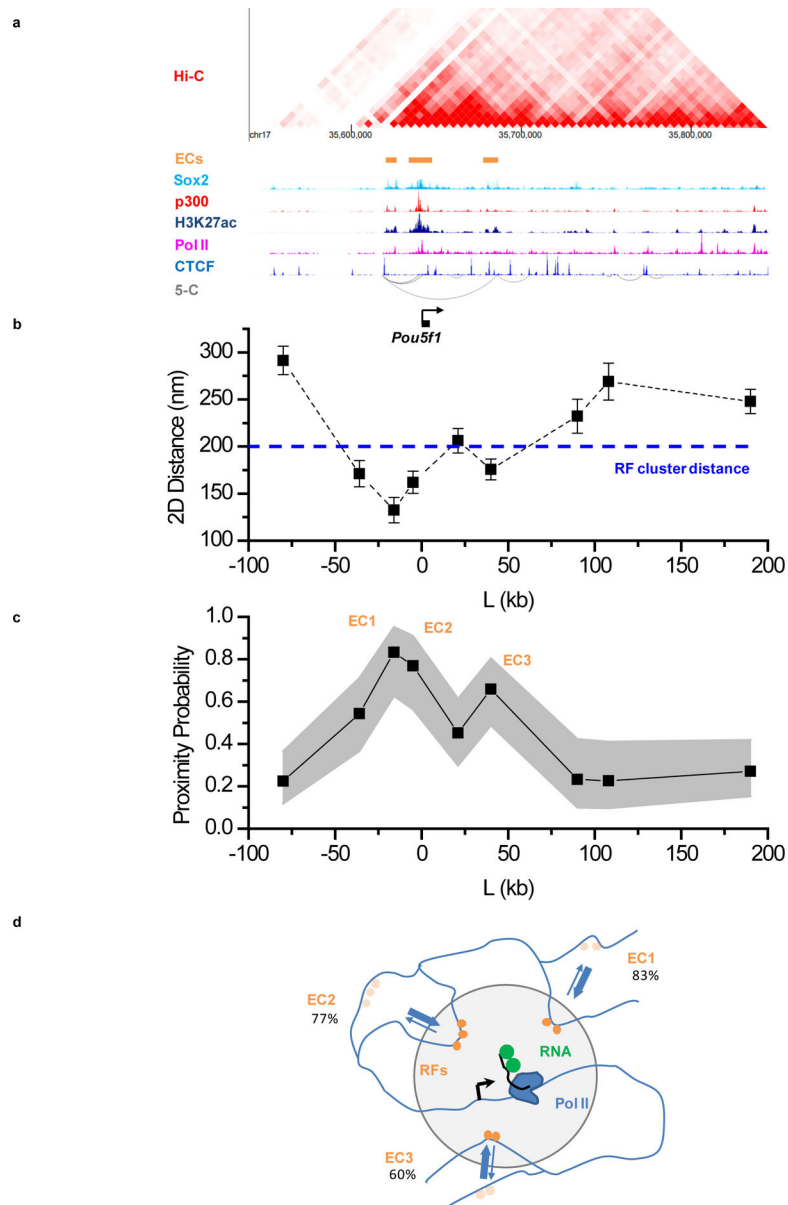 a
Hi-C
chr17
35,600,000
35,700,000
35,800,000
ECs
Sox2
p300
H3K27ac
Pol II
CTCF
5-C
Pou5f1
b
2D Distance (nm)
300
250
200
150
100
RF cluster distance
-100 -50 0 50 100 150 200
L (kb)
c
Proximity Probability
1.0
0.8
0.6
0.4
0.2
0.0
EC1
EC2
EC3
-100 -50 0 50 100 150 200
L (kb)
d
EC1
83%
EC2
77%
RNA
RFs
Pol II
EC3
60%